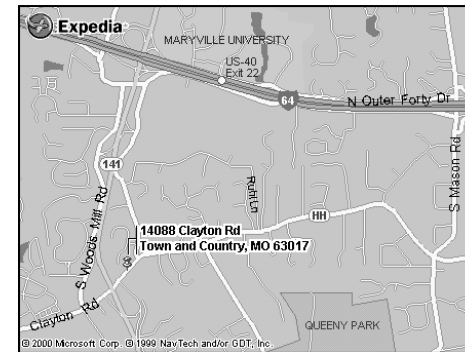 Expedia
MARYVILLE UNIVERSITY
US-40
Exit 22
64
N Outer Forty Dr
S Mason Rd
141
Ruhl Ln
HH
S Woods Mill Rd
14088 Clayton Rd
Town and Country, MO 63017
Clayton Rd
QUEENY PARK
© 2000 Microsoft Corp. © 1999 NavTech and/or GDT, Inc.